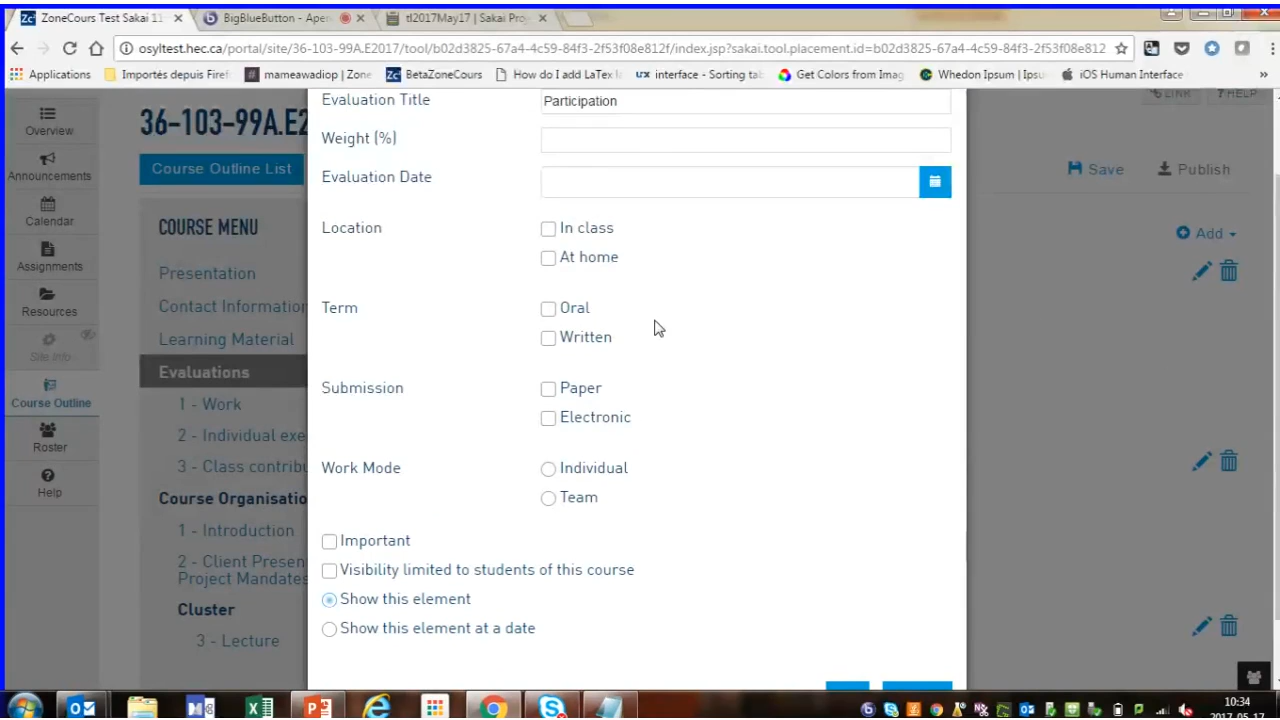 ZoneCours Test Sakai 11
BigBlueButton - Aper
tl2017May17 | Sakai Pro
osyltest.hec.ca/portal/site/36-103-99A.E2017/tool/b02d3825-67a4-4c59-84f3-2f53f08e812f/index.jsp?sakai.tool.placement.id=b02d3825-67a4-4c59-84f3-2f53f08e812
Applications
Importés depuis Firef
mameawadiop | Zone
BetaZoneCours
How do I add LaTex i
interface - Sorting tab
Get Colors from Imag
Whedon Ipsum | Ipsu
iOS Human Interface
»
Overview
Announcements
Calendar
Assignments
Resources
Site Info
Course Outline
Roster
Help
36-103-99A.E2
LINK
? HELP
Course Outline List
Save
Publish
Add
COURSE MENU
Presentation
Contact Information
Learning Material
Evaluations
1 - Work
2 - Individual exe
3 - Class contribu
Course Organisatio
1 - Introduction
2 - Client Presen
Project Mandates
Cluster
3 - Lecture
Evaluation Title
Participation
Weight (%)
Evaluation Date
Location
In class
At home
Term
Oral
Written
Submission
Paper
Electronic
Work Mode
Individual
Team
Important
Visibility limited to students of this course
Show this element
Show this element at a date
10:34
2017-05-17